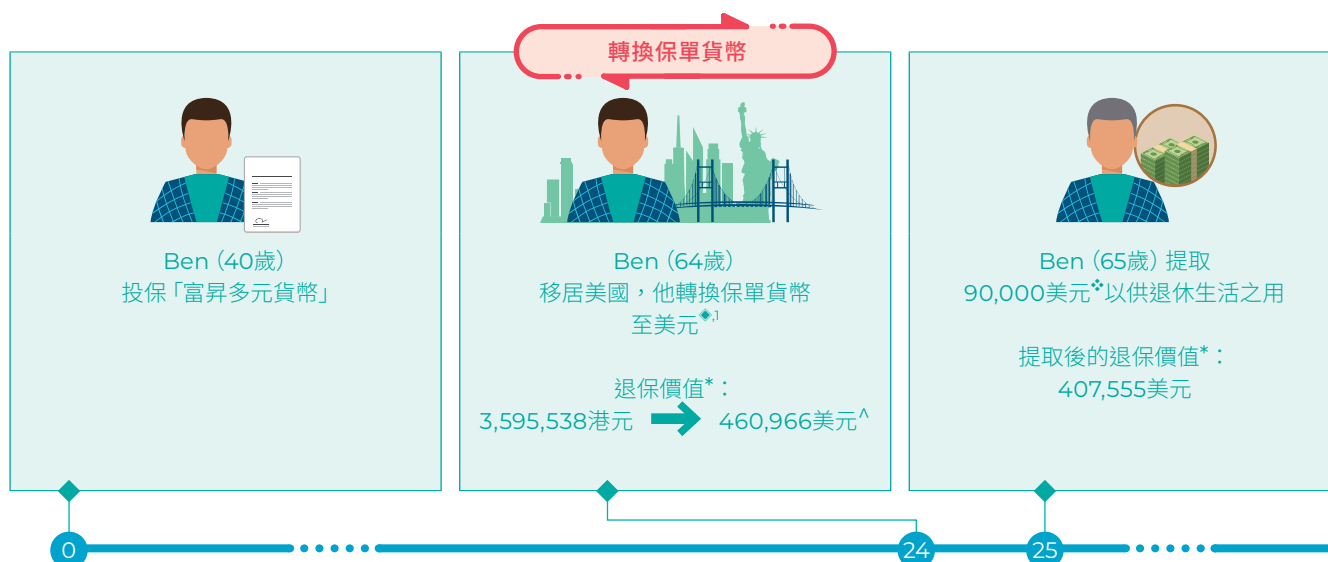 轉換保單貨幣
Ben（40歲）
投保「富昇多元貨幣」
Ben（64歲）
移居美國，他轉換保單貨幣
至美元◈,1
退保價值*：
3,595,538港元 ➔ 460,966美元^
Ben（65歲）提取
90,000美元❖以供退休生活之用
提取後的退保價值*：
407,555美元
0
24
25